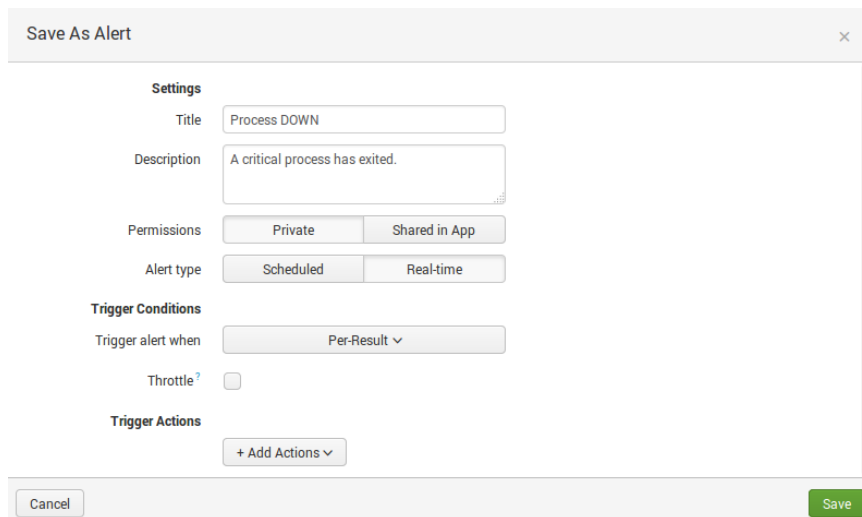 Save As Alert ×
Settings
Title Process DOWN
Description A critical process has exited.
Permissions Private Shared in App
Alert type Scheduled Real-time
Trigger Conditions
Trigger alert when Per-Result
Throttle ?
Trigger Actions
+ Add Actions
Cancel Save